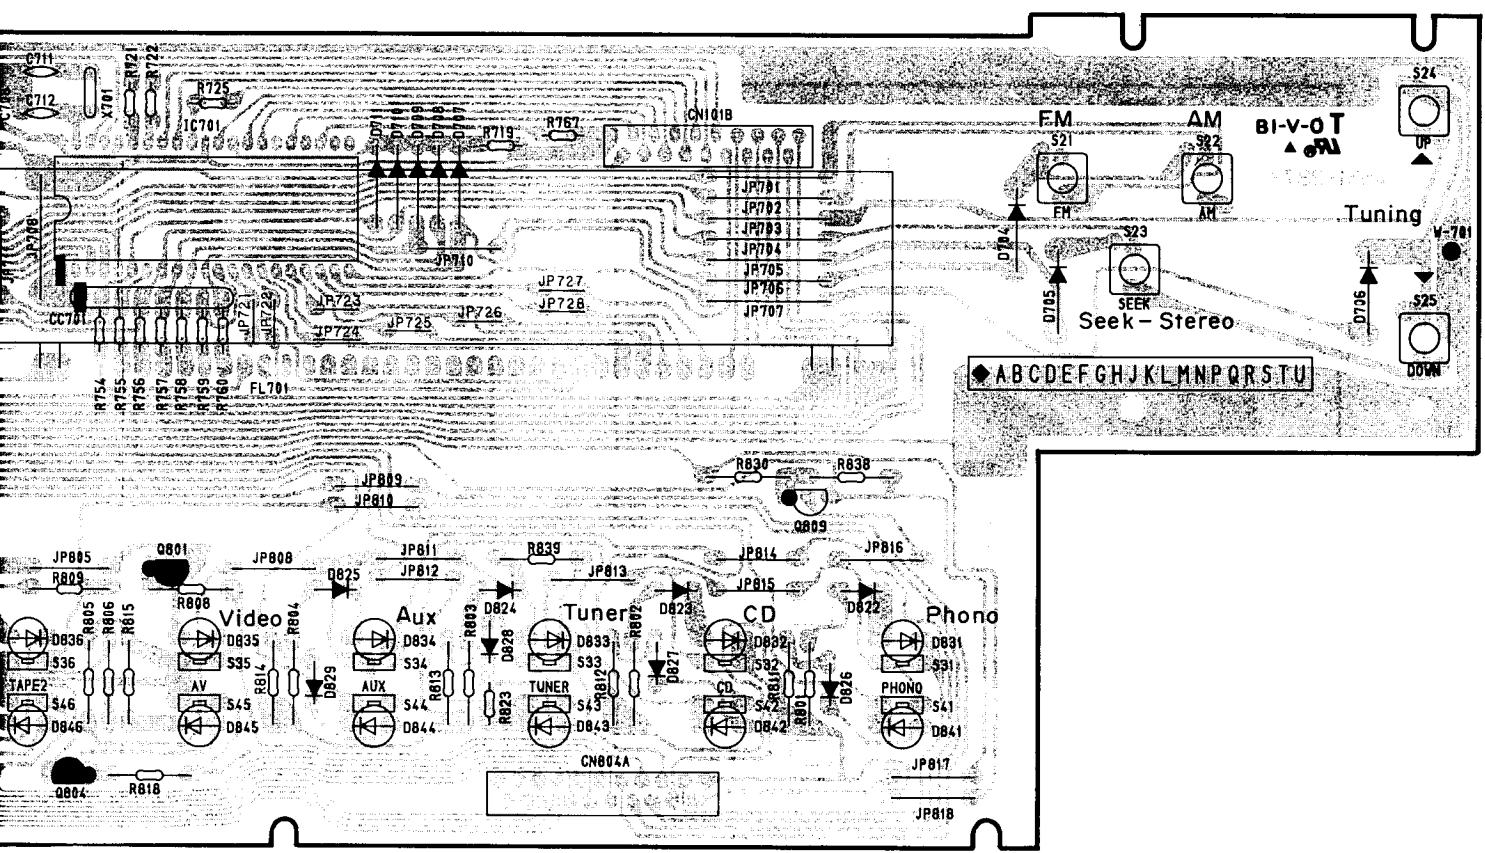 C711
C712
X701
R721
R722
R725
IC701
D709
D708
D707
R719
R767
CN101B
FM
S21
FM
AM
S22
AM
BI-V-0 T
S24
UP
Tuning
W-701
S25
DOWN
S23
SEEK
Seek-Stereo
D704
D705
D706
JP708
JP710
JP701
JP702
JP703
JP704
JP705
JP706
JP707
JP727
JP728
JP723
JP724
JP725
JP726
JP721
JP722
CC701
R754
R755
R756
R757
R758
R759
R760
FL701
ABCDEFGHJKLMNPQRSTU
JP809
JP810
R830
R838
Q809
JP805
R809
Q801
R808
JP808
D825
JP811
JP812
R839
JP813
D824
JP814
JP815
D823
JP816
D822
R805
R806
R815
Video
R804
Aux
R803
D828
Tuner
R802
CD
Phono
D836
S36
TAPE2
S46
D846
D835
S35
AV
S45
D845
R814
D829
D834
S34
AUX
S44
D844
R813
R823
D833
S33
TUNER
S43
D843
R812
D827
D832
S32
CD
S42
D842
R811
R801
D826
D831
S31
PHONO
S41
D841
Q804
R818
CN804A
JP817
JP818